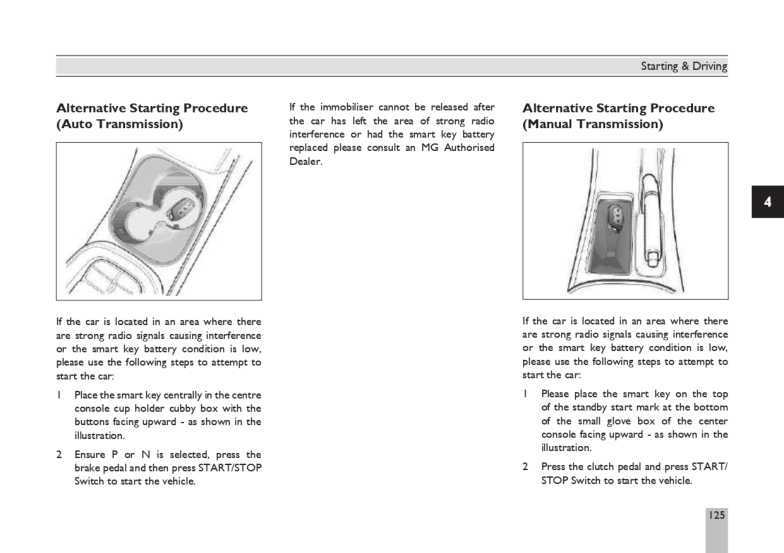 Starting & Driving
Alternative Starting Procedure
(Auto Transmission)
If the car is located in an area where there
are strong radio signals causing interference
or the smart key battery condition is low,
please use the following steps to attempt to
start the car:
1 Place the smart key centrally in the centre
console cup holder cubby box with the
buttons facing upward - as shown in the
illustration.
2 Ensure P or N is selected, press the
brake pedal and then press START/STOP
Switch to start the vehicle.
If the immobiliser cannot be released after
the car has left the area of strong radio
interference or had the smart key battery
replaced please consult an MG Authorised
Dealer.
Alternative Starting Procedure
(Manual Transmission)
If the car is located in an area where there
are strong radio signals causing interference
or the smart key battery condition is low,
please use the following steps to attempt to
start the car:
1 Please place the smart key on the top
of the standby start mark at the bottom
of the small glove box of the center
console facing upward - as shown in the
illustration.
2 Press the clutch pedal and press START/
STOP Switch to start the vehicle.
4
125